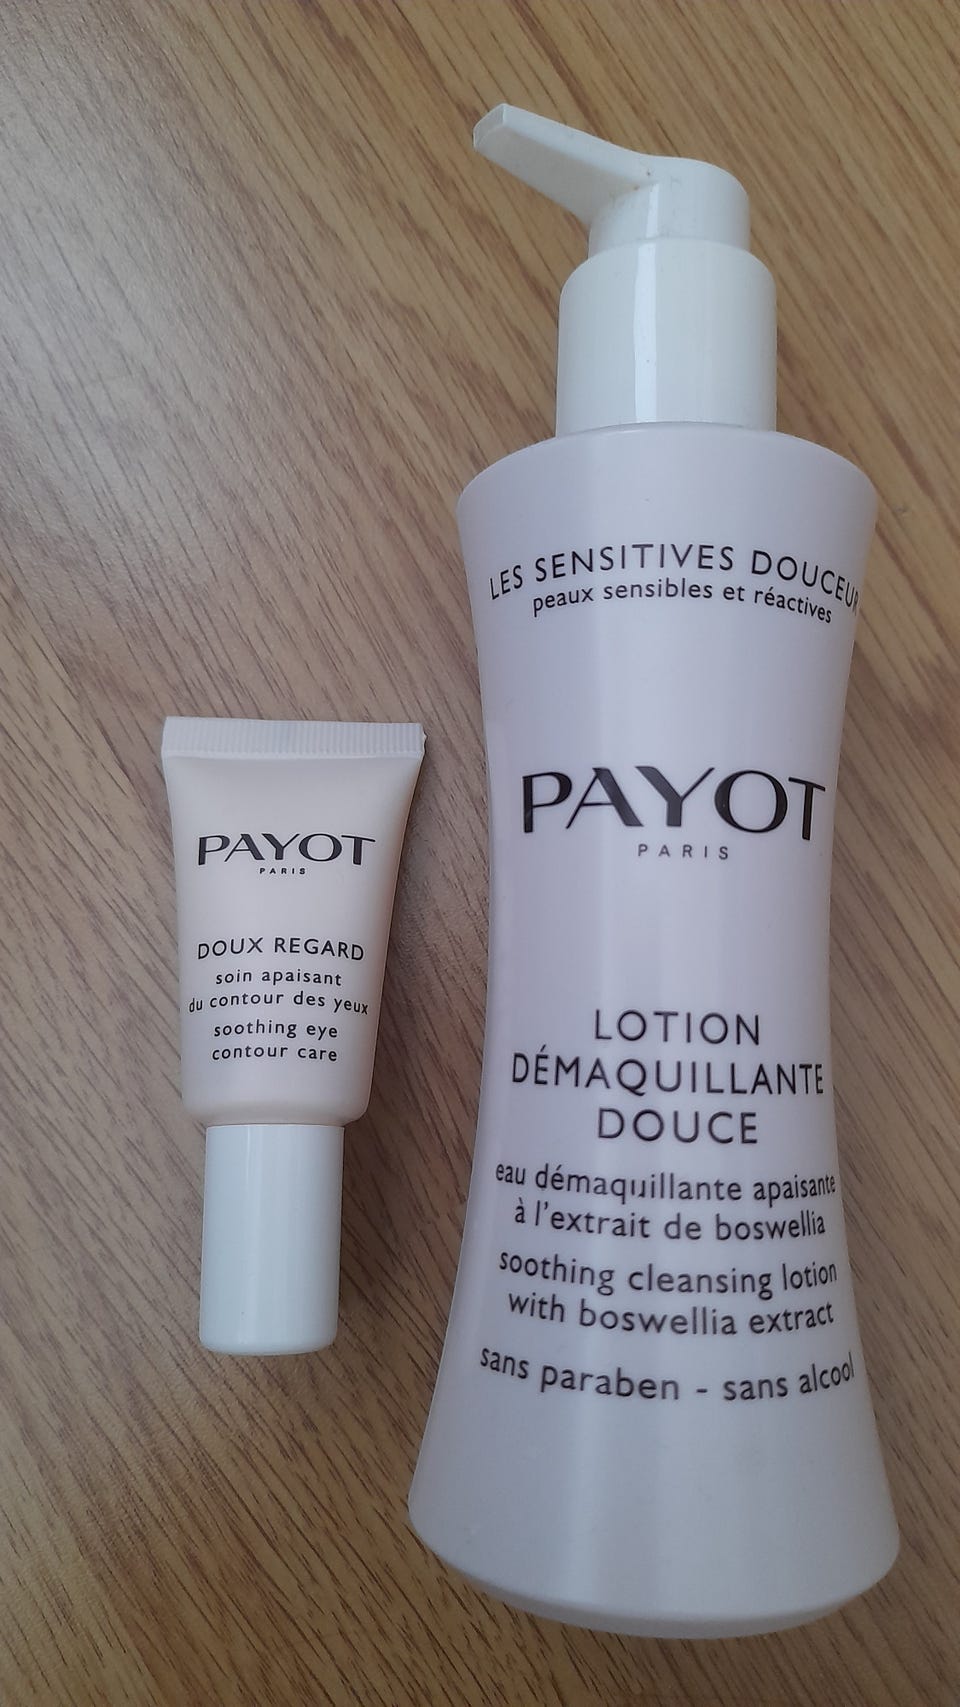 PAYOT
PARIS
DOUX REGARD
soin apaisant
du contour des yeux
soothing eye
contour care
LES SENSITIVES DOUCEUR
peaux sensibles et réactives
PAYOT
PARIS
LOTION
DÉMAQUILLANTE
DOUCE
eau démaquillante apaisante
à l'extrait de boswellia
soothing cleansing lotion
with boswellia extract
sans paraben - sans alcool